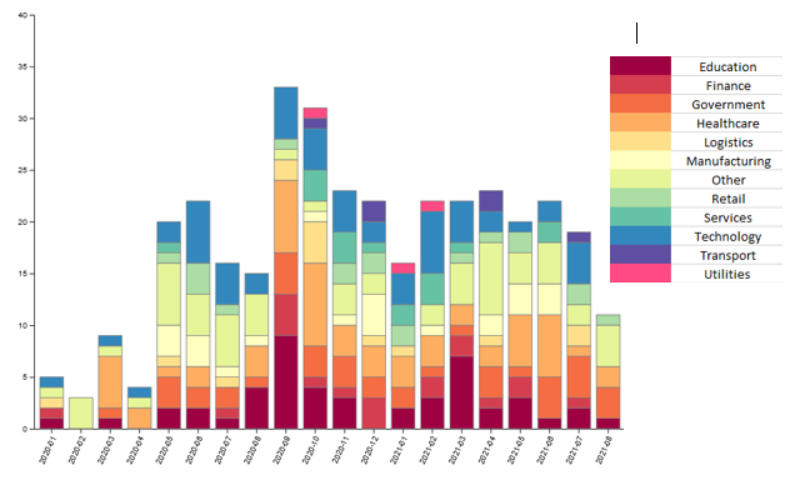 40
35
30
25
20
15
10
5
0
2020-01
2020-02
2020-03
2020-04
2020-05
2020-06
2020-07
2020-08
2020-09
2020-10
2020-11
2020-12
2021-01
2021-02
2021-03
2021-04
2021-05
2021-06
2021-07
2021-08
Education
Finance
Government
Healthcare
Logistics
Manufacturing
Other
Retail
Services
Technology
Transport
Utilities